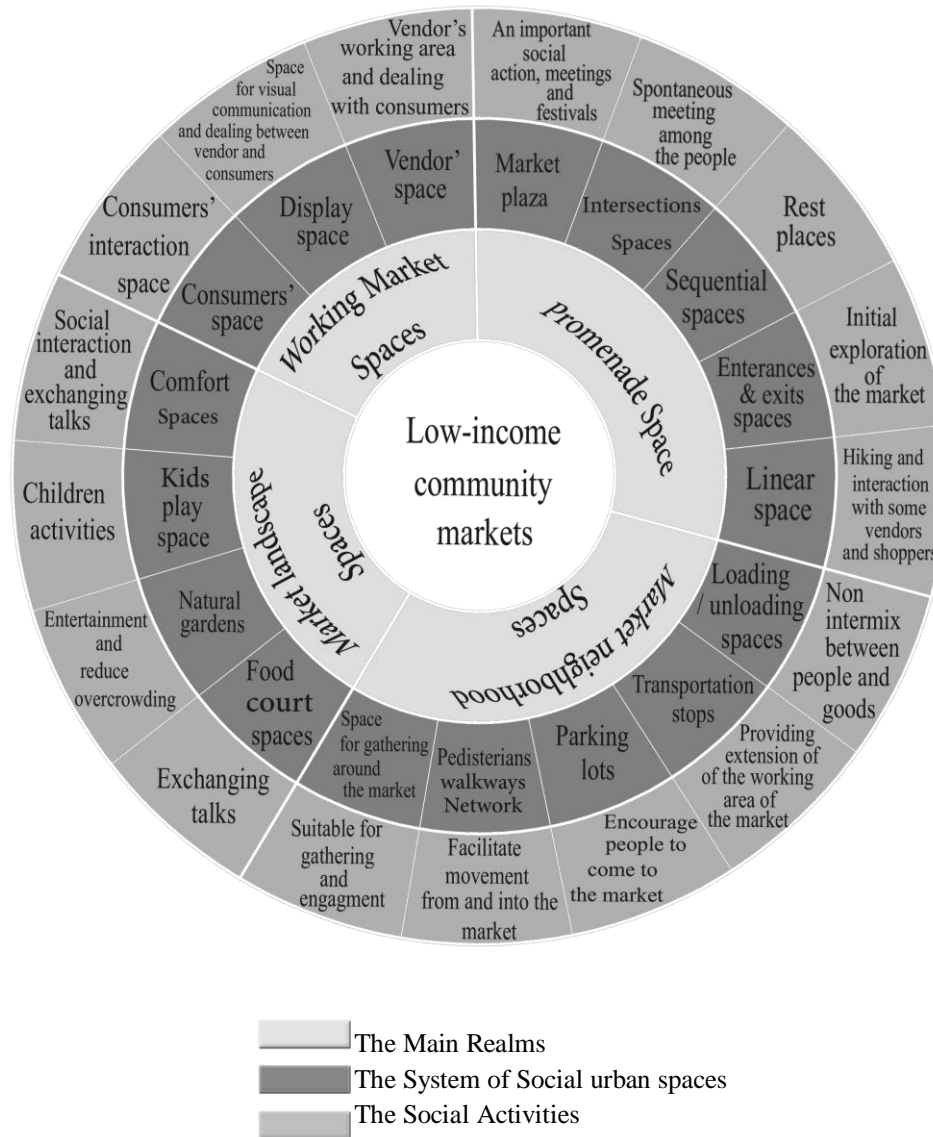 Low-income
community
markets
Working Market
Spaces
Promenade Space
Market neighborhood
Spaces
Market landscape
Spaces
Vendor'
space
Display
space
Consumers'
space
Market
plaza
Intersections
Spaces
Sequential
spaces
Enterances
& exits
spaces
Linear
space
Loading
/ unloading
spaces
Transportation
stops
Parking
lots
Pedisterians
walkways
Network
Space
for gathering
around
the market
Food
court
spaces
Natural
gardens
Kids
play
space
Comfort
Spaces
Vendor's
working area
and dealing
with consumers
Space
for visual
communication
and dealing between
vendor and
consumers
Consumers'
interaction
space
An important
social
action, meetings
and
festivals
Spontaneous
meeting
among
the people
Rest
places
Initial
exploration
of
the market
Hiking and
interaction
with some
vendors
and shoppers
Non
intermix
between
people and
goods
Providing
extension of
of the working
area of
the market
Encourage
people to
come to
the market
Facilitate
movement
from and into the
market
Suitable for
gathering
and
engagment
Exchanging
talks
Entertainment
and
reduce
overcrowding
Children
activities
Social
interaction
and
exchanging
talks
The Main Realms
The System of Social urban spaces
The Social Activities